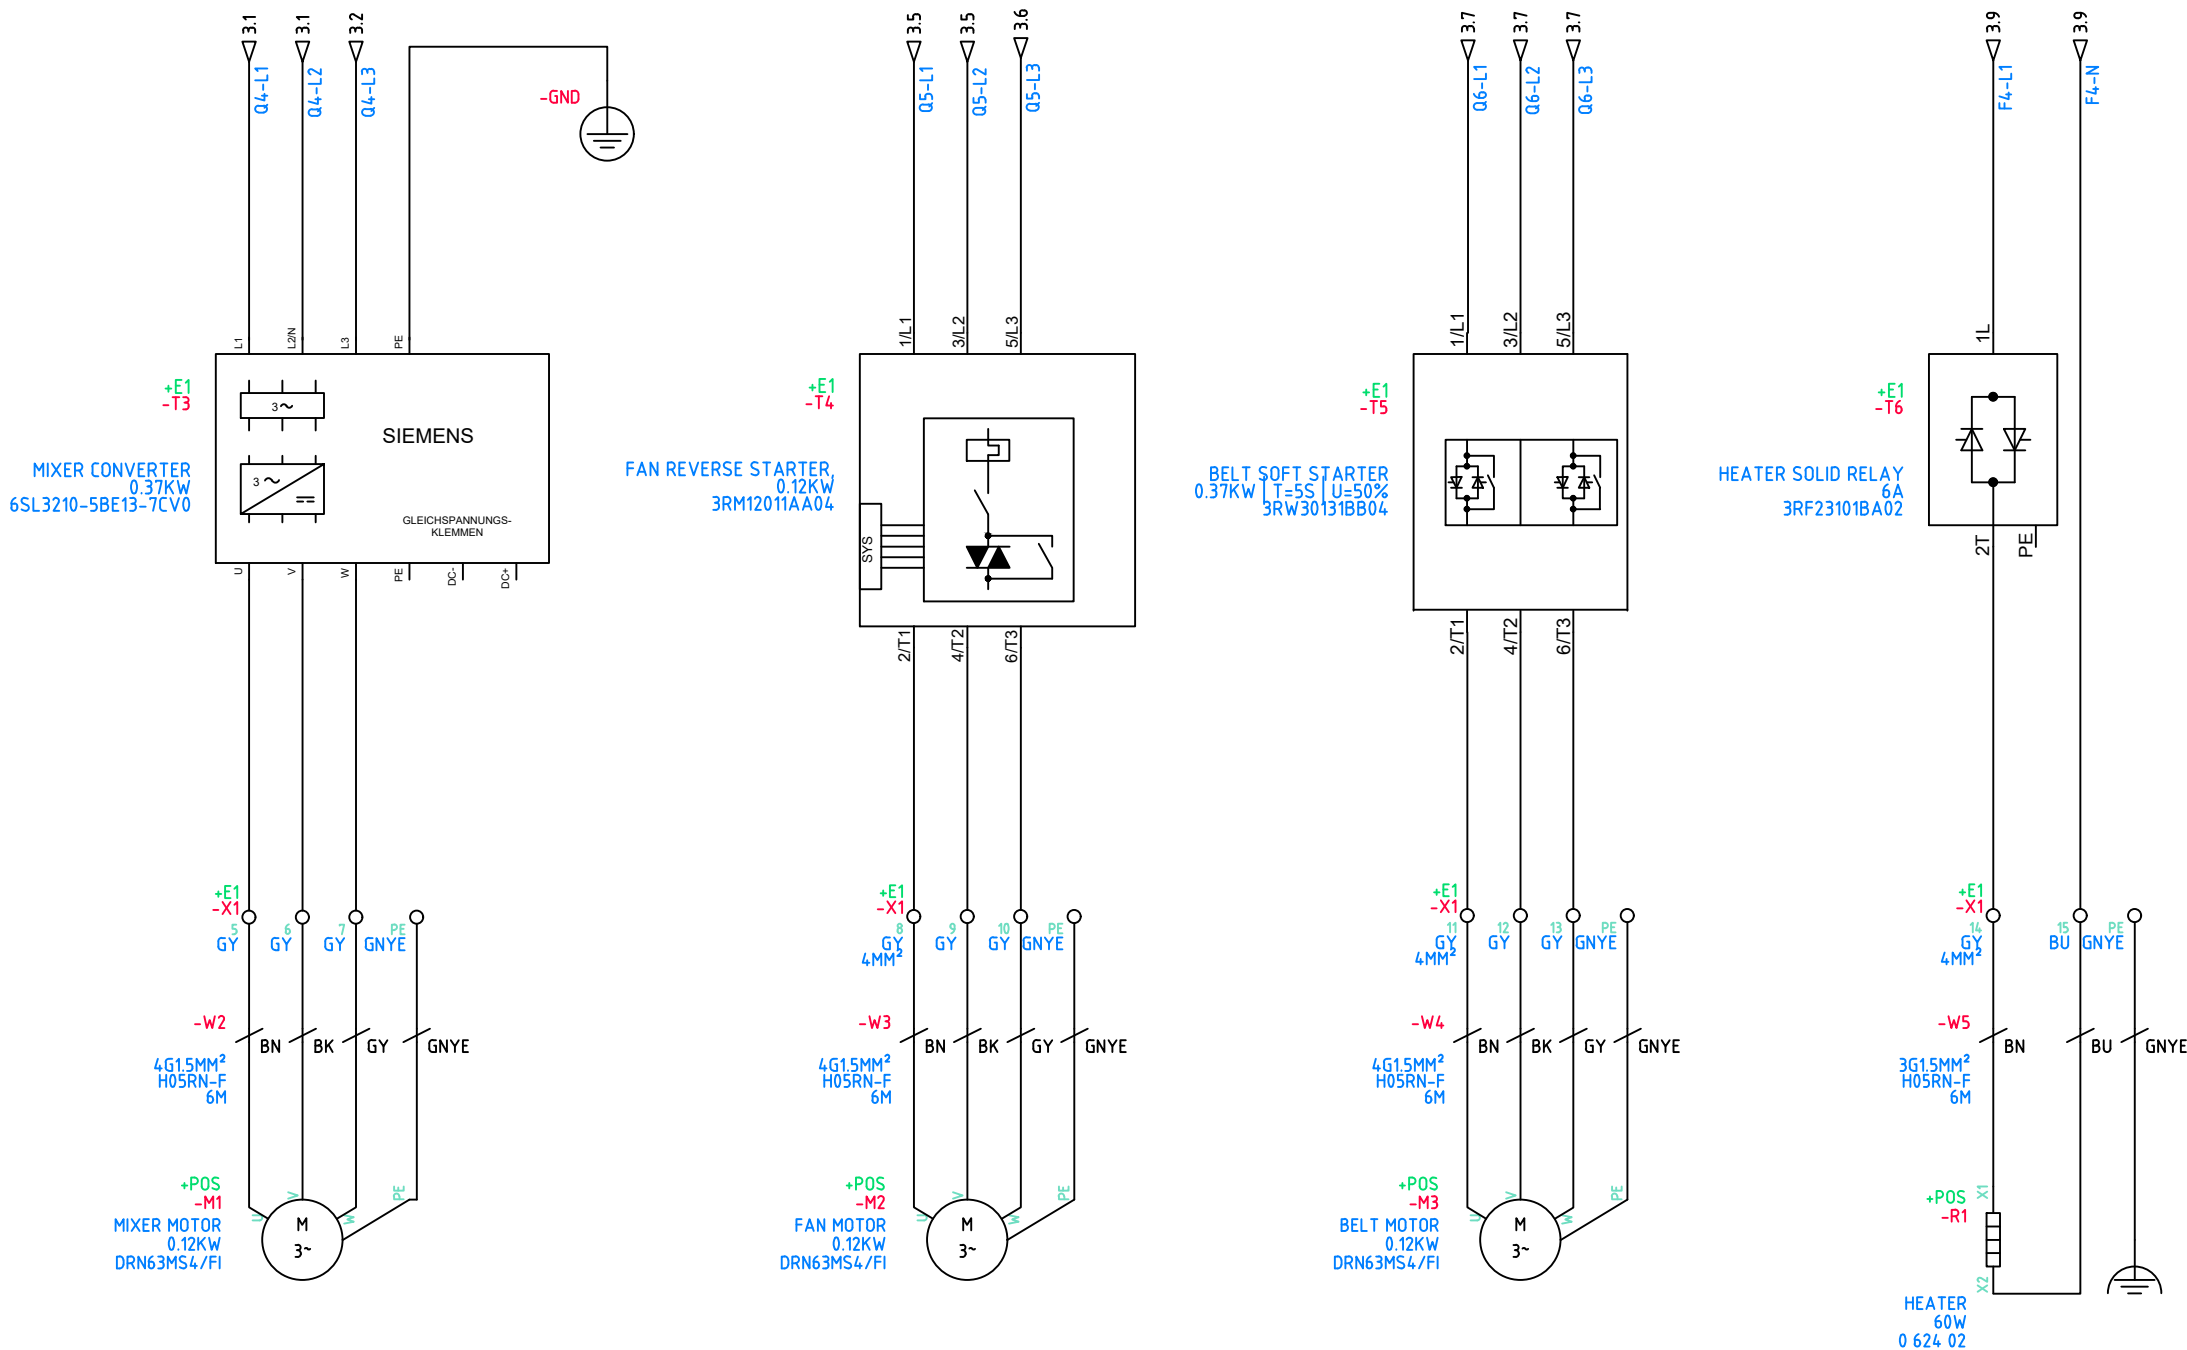 3.1
3.1
3.2
Q4-L1
Q4-L2
Q4-L3
-GND
L1
L2/N
L3
PE
+E1
-T3
MIXER CONVERTER
0.37KW
6SL3210-5BE13-7CV0
3~
3~
SIEMENS
GLEICHSPANNUNGS-
KLEMMEN
U
V
W
PE
DC-
DC+
+E1
-X1
5
6
7
PE
GY
GY
GY
GNYE
-W2
BN
BK
GY
GNYE
4G1.5MM²
H05RN-F
6M
+POS
-M1
MIXER MOTOR
0.12KW
DRN63MS4/FI
U
V
W
PE
M
3~
3.5
3.5
3.6
Q5-L1
Q5-L2
Q5-L3
1/L1
3/L2
5/L3
+E1
-T4
FAN REVERSE STARTER,
0.12KW
3RM12011AA04
SYS
2/T1
4/T2
6/T3
+E1
-X1
8
9
10
PE
GY
GY
GY
GNYE
4MM²
-W3
BN
BK
GY
GNYE
4G1.5MM²
H05RN-F
6M
+POS
-M2
FAN MOTOR
0.12KW
DRN63MS4/FI
U
V
W
PE
M
3~
3.7
3.7
3.7
Q6-L1
Q6-L2
Q6-L3
1/L1
3/L2
5/L3
+E1
-T5
BELT SOFT STARTER
0.37KW | T=5S | U=50%
3RW30131BB04
2/T1
4/T2
6/T3
+E1
-X1
11
12
13
PE
GY
GY
GY
GNYE
4MM²
-W4
BN
BK
GY
GNYE
4G1.5MM²
H05RN-F
6M
+POS
-M3
BELT MOTOR
0.12KW
DRN63MS4/FI
U
V
W
PE
M
3~
3.9
3.9
F4-L1
F4-N
1L
+E1
-T6
HEATER SOLID RELAY
6A
3RF23101BA02
2T
PE
+E1
-X1
14
15
PE
GY
BU
GNYE
4MM²
-W5
BN
BU
GNYE
3G1.5MM²
H05RN-F
6M
+POS
-R1
X1
X2
HEATER
60W
0 624 02